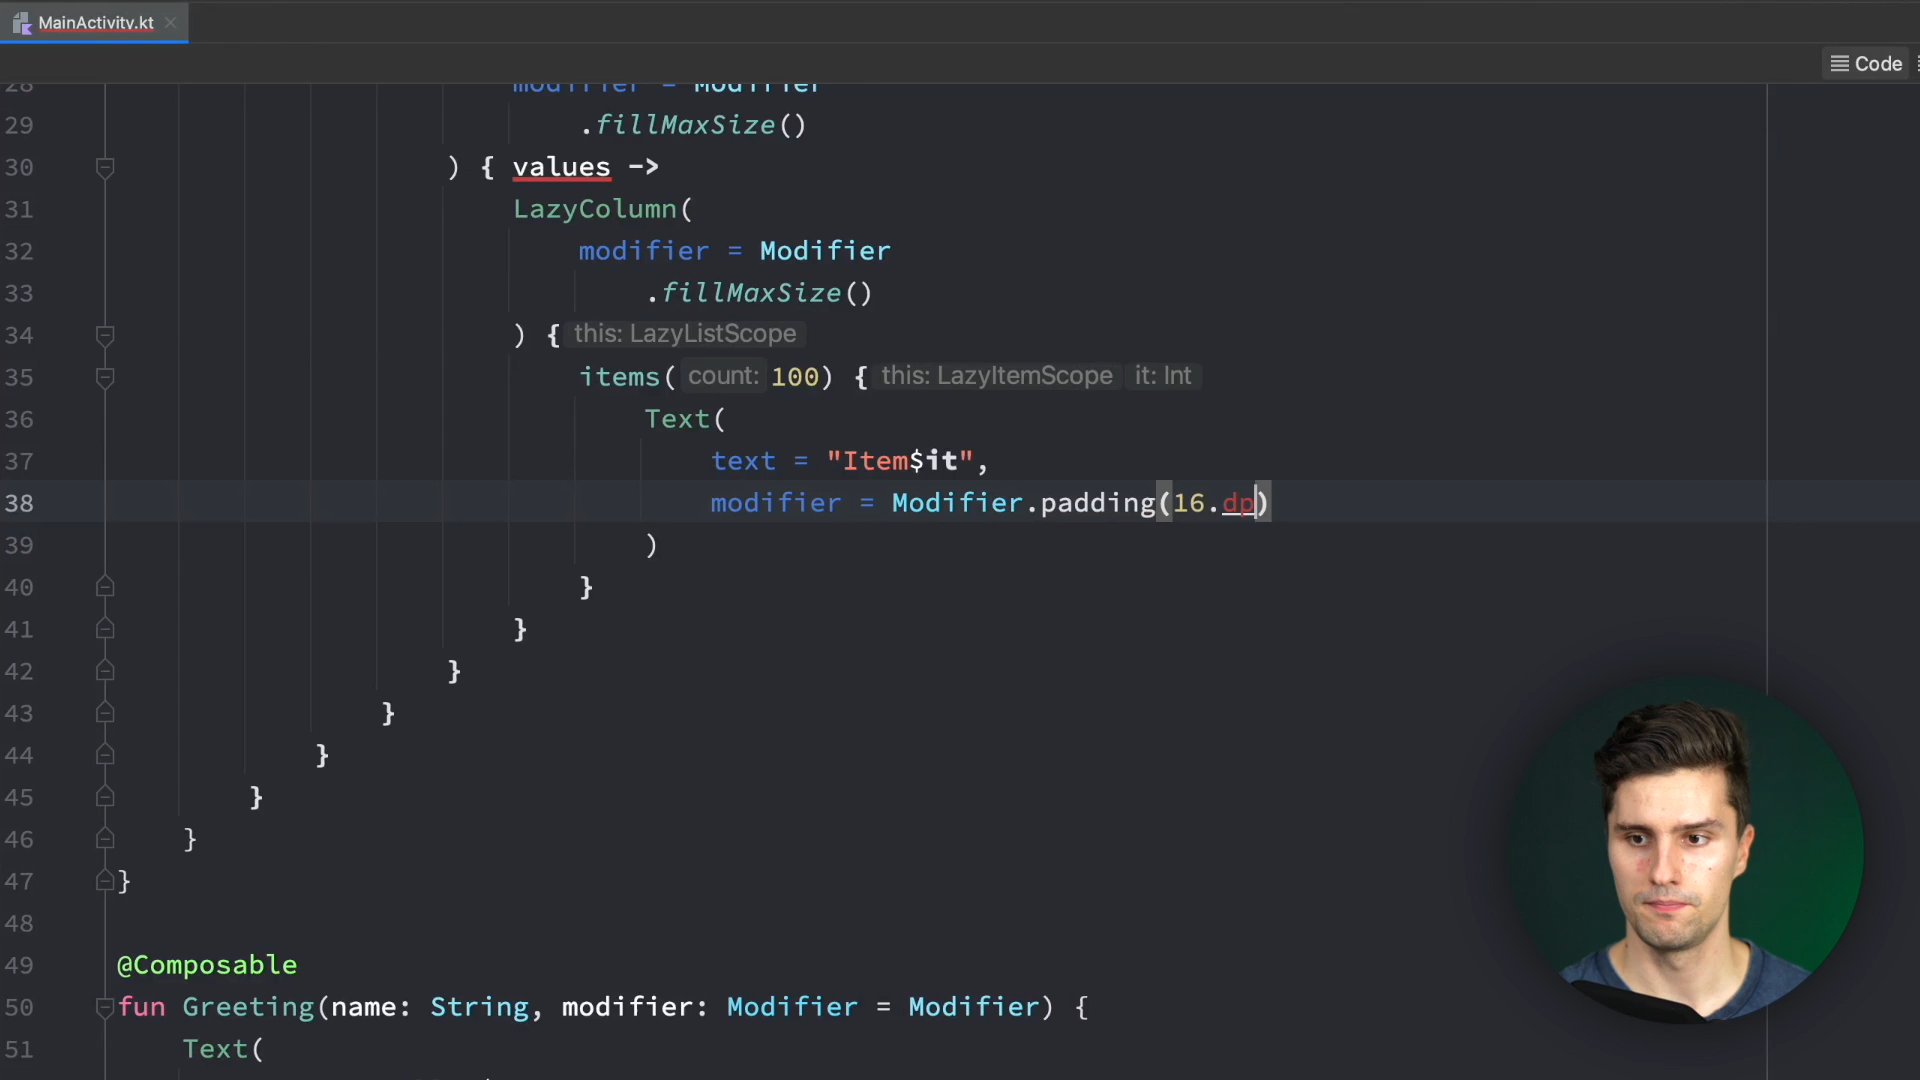 MainActivity.kt
Code
28 modifier = Modifier
29 .fillMaxSize()
30 ) { values ->
31 LazyColumn(
32 modifier = Modifier
33 .fillMaxSize()
34 ) { this: LazyListScope
35 items( count: 100) { this: LazyItemScope it: Int
36 Text(
37 text = "Item$it",
38 modifier = Modifier.padding(16.dp)
39 )
40 }
41 }
42 }
43 }
44 }
45 }
46 }
47 }
48
49 @Composable
50 fun Greeting(name: String, modifier: Modifier = Modifier) {
51 Text(